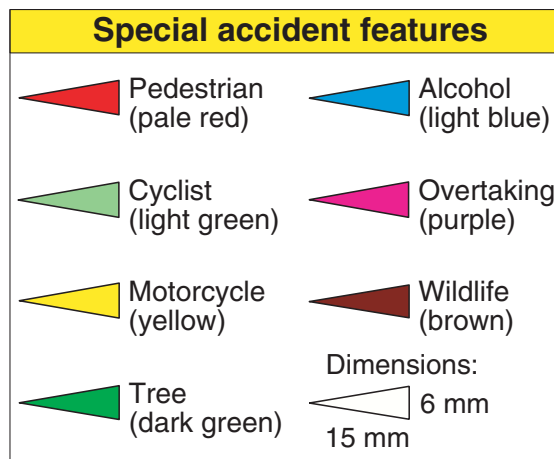 Special accident features
Pedestrian
(pale red)
Alcohol
(light blue)
Cyclist
(light green)
Overtaking
(purple)
Motorcycle
(yellow)
Wildlife
(brown)
Tree
(dark green)
Dimensions:
6 mm
15 mm